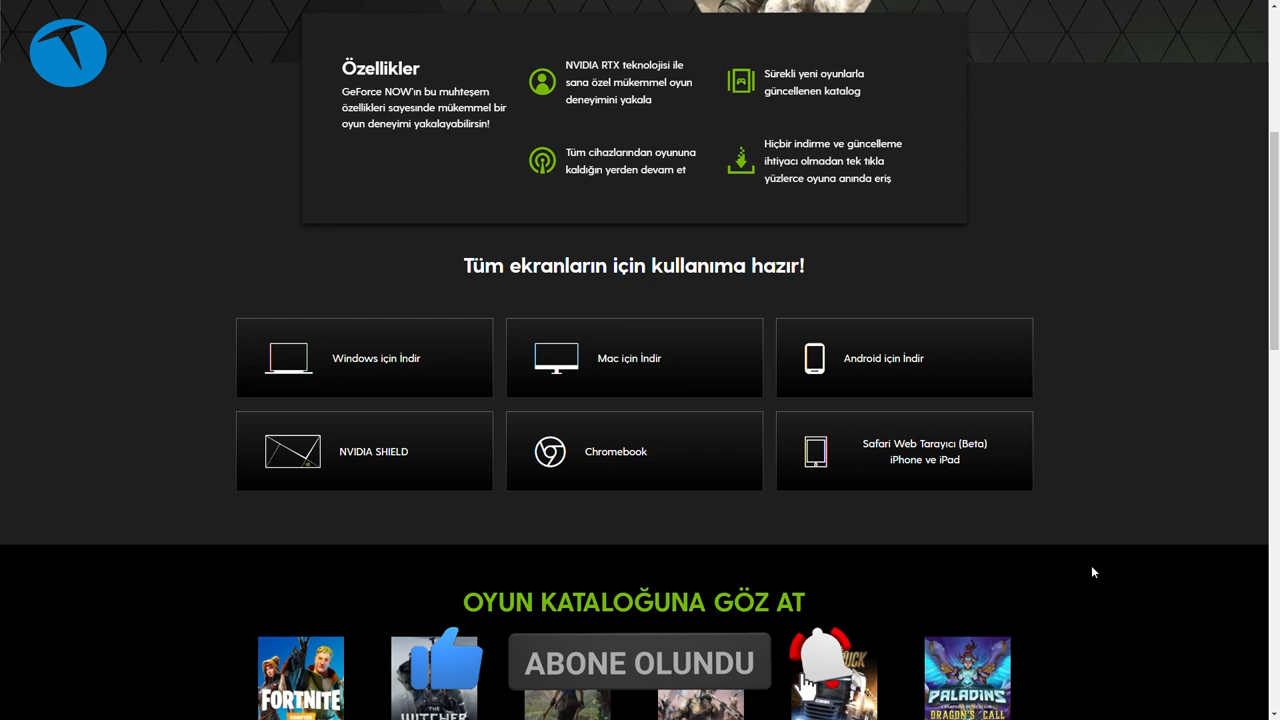 Özellikler
GeForce NOW'ın bu muhteşem
özellikleri sayesinde mükemmel bir
oyun deneyimi yakalayabilirsin!
NVIDIA RTX teknolojisi ile
sana özel mükemmel oyun
deneyimini yakala
Sürekli yeni oyunlarla
güncellenen katalog
Tüm cihazlarından oyununa
kaldığın yerden devam et
Hiçbir indirme ve güncelleme
ihtiyacı olmadan tek tıkla
yüzlerce oyuna anında eriş
Tüm ekranların için kullanıma hazır!
Windows için İndir
Mac için İndir
Android için İndir
NVIDIA SHIELD
Chromebook
Safari Web Tarayıcı (Beta)
iPhone ve iPad
OYUN KATALOĞUNA GÖZ AT
FORTNITE
THE
WITCHER
ABONE OLUNDU
PALADINS
DRAGON'S CALL